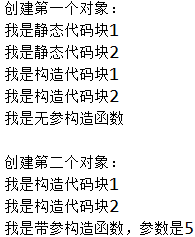 创建第一个对象：
我是静态代码块1
我是静态代码块2
我是构造代码块1
我是构造代码块2
我是无参构造函数

创建第二个对象：
我是构造代码块1
我是构造代码块2
我是带参构造函数，参数是5